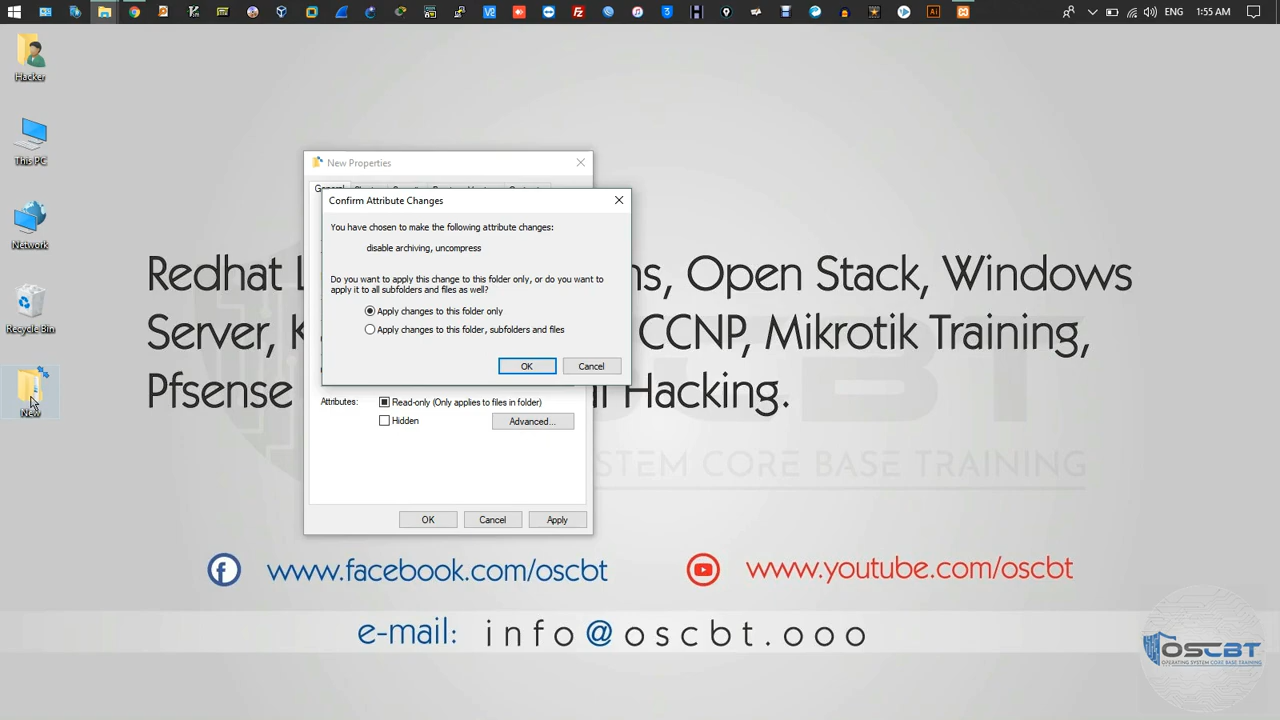 ENG
1:55 AM
Hacker
This PC
Network
Recycle Bin
New
New Properties
Confirm Attribute Changes
You have chosen to make the following attribute changes:
disable archiving, uncompress
Do you want to apply this change to this folder only, or do you want to
apply it to all subfolders and files as well?
Apply changes to this folder only
Apply changes to this folder, subfolders and files
OK
Cancel
Attributes:
Read-only (Only applies to files in folder)
Hidden
Advanced...
OK
Cancel
Apply
Redhat
Open Stack, Windows
Server,
CCNP, Mikrotik Training,
Pfsense
Hacking.
STEM CORE BASE TRAINING
www.facebook.com/oscbt
www.youtube.com/oscbt
e-mail: info@oscbt.ooo
OSCBT
OPERATING SYSTEM CORE BASE TRAINING